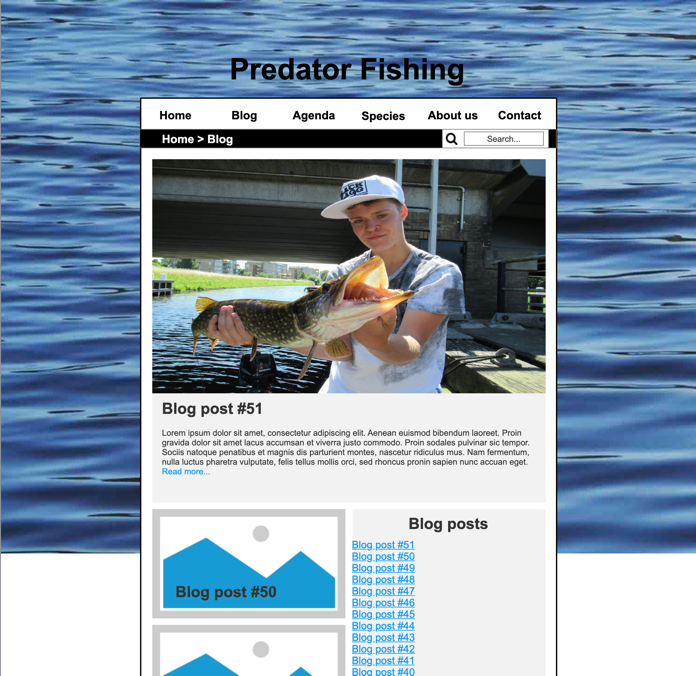 Predator Fishing
Home Blog Agenda Species About us Contact
Home > Blog
Search...
Blog post #51
Lorem ipsum dolor sit amet, consectetur adipiscing elit. Aenean euismod bibendum laoreet. Proin
gravida dolor sit amet lacus accumsan et viverra justo commodo. Proin sodales pulvinar sic tempor.
Sociis natoque penatibus et magnis dis parturient montes, nascetur ridiculus mus. Nam fermentum,
nulla luctus pharetra vulputate, felis tellus mollis orci, sed rhoncus pronin sapien nunc accuan eget.
Read more...
Blog post #50
Blog posts
Blog post #51
Blog post #50
Blog post #49
Blog post #48
Blog post #47
Blog post #46
Blog post #45
Blog post #44
Blog post #43
Blog post #42
Blog post #41
Blog post #40